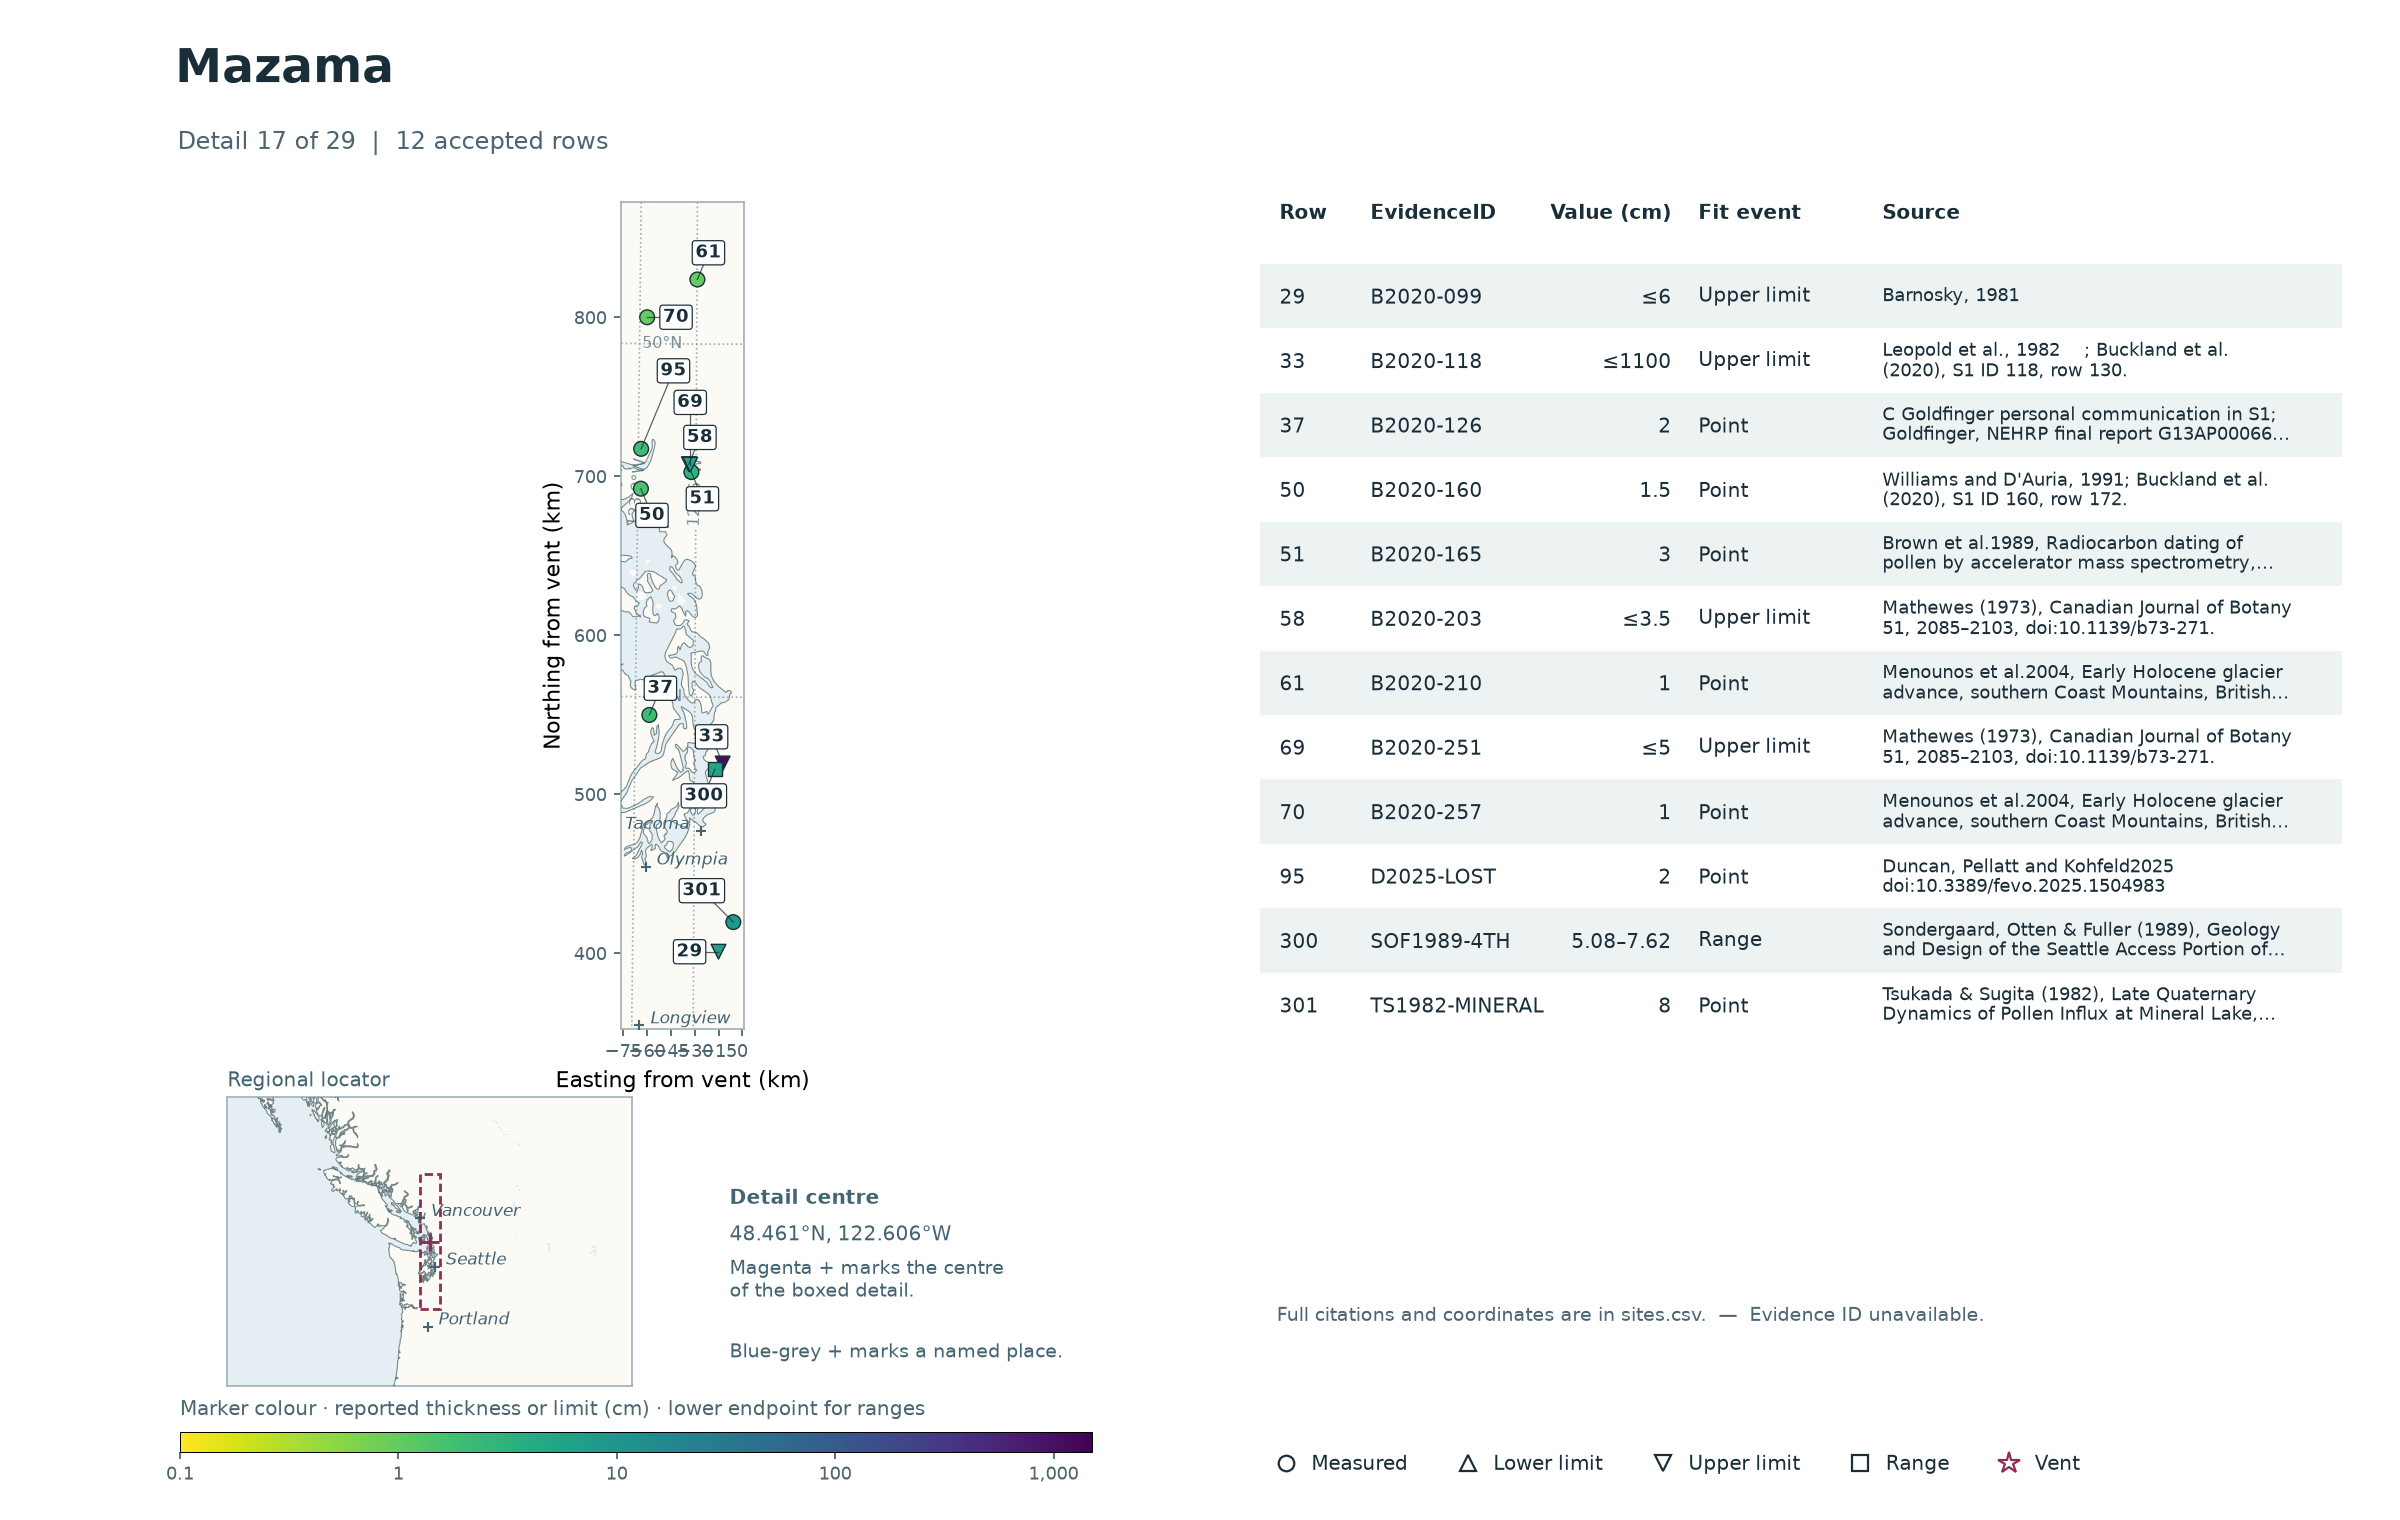 Mazama
Detail 17 of 29 | 12 accepted rows
61
70
50°N
95
69
58
51
50
37
33
300
Tacoma
Olympia
301
29
Longview
800
700
600
500
400
Northing from vent (km)
−75
−60
−45
−30
−15
0
Easting from vent (km)
Row EvidenceID Value (cm) Fit event Source
29 B2020-099 ≤6 Upper limit Barnosky, 1981
33 B2020-118 ≤1100 Upper limit Leopold et al., 1982 ; Buckland et al.
(2020), S1 ID 118, row 130.
37 B2020-126 2 Point C Goldfinger personal communication in S1;
Goldfinger, NEHRP final report G13AP00066…
50 B2020-160 1.5 Point Williams and D'Auria, 1991; Buckland et al.
(2020), S1 ID 160, row 172.
51 B2020-165 3 Point Brown et al.1989, Radiocarbon dating of
pollen by accelerator mass spectrometry,…
58 B2020-203 ≤3.5 Upper limit Mathewes (1973), Canadian Journal of Botany
51, 2085–2103, doi:10.1139/b73-271.
61 B2020-210 1 Point Menounos et al.2004, Early Holocene glacier
advance, southern Coast Mountains, British…
69 B2020-251 ≤5 Upper limit Mathewes (1973), Canadian Journal of Botany
51, 2085–2103, doi:10.1139/b73-271.
70 B2020-257 1 Point Menounos et al.2004, Early Holocene glacier
advance, southern Coast Mountains, British…
95 D2025-LOST 2 Point Duncan, Pellatt and Kohfeld2025
doi:10.3389/fevo.2025.1504983
300 SOF1989-4TH 5.08–7.62 Range Sondergaard, Otten & Fuller (1989), Geology
and Design of the Seattle Access Portion of…
301 TS1982-MINERAL 8 Point Tsukada & Sugita (1982), Late Quaternary
Dynamics of Pollen Influx at Mineral Lake,…
Regional locator
Vancouver
Seattle
Portland
Detail centre
48.461°N, 122.606°W
Magenta + marks the centre
of the boxed detail.
Blue-grey + marks a named place.
Full citations and coordinates are in sites.csv. — Evidence ID unavailable.
Marker colour · reported thickness or limit (cm) · lower endpoint for ranges
0.1 1 10 100 1,000
Measured Lower limit Upper limit Range Vent